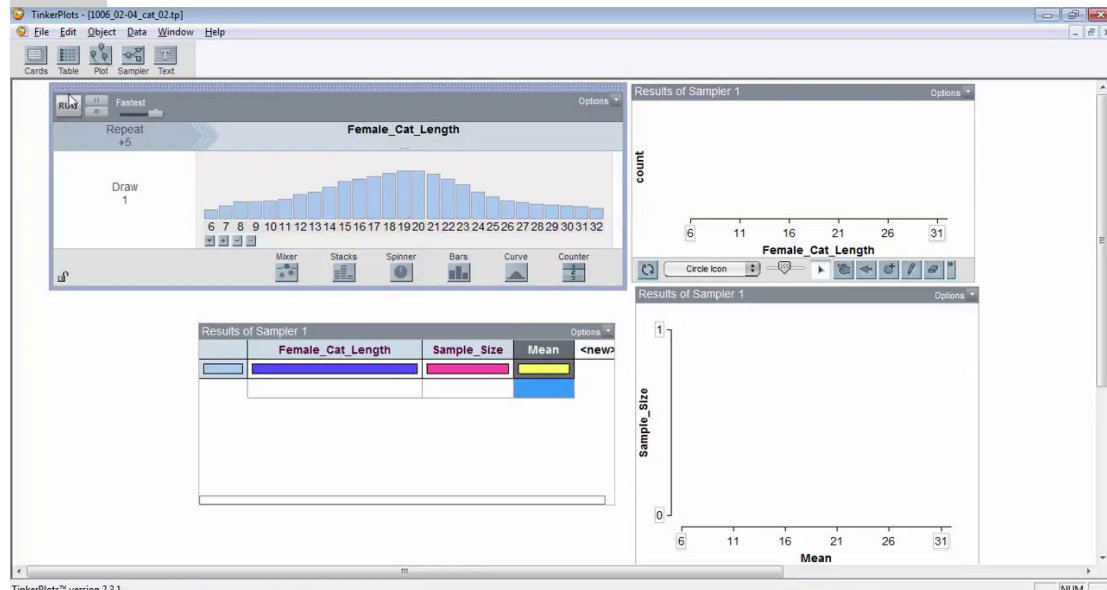 TinkerPlots - [1006_02-04_cat_02.tp]
File Edit Object Data Window Help
Cards Table Plot Sampler Text
RUN Fastest Options
Repeat
+5
Female_Cat_Length
...
Draw
1
6 7 8 9 10 11 12 13 14 15 16 17 18 19 20 21 22 23 24 25 26 27 28 29 30 31 32
Mixer Stacks Spinner Bars Curve Counter
Results of Sampler 1 Options
Female_Cat_Length Sample_Size Mean <new>
Results of Sampler 1 Options
count
6 11 16 21 26 31
Female_Cat_Length
Circle Icon
Results of Sampler 1 Options
1
Sample_Size
0
6 11 16 21 26 31
Mean
TinkerPlots™ version 2.3.1
NUM